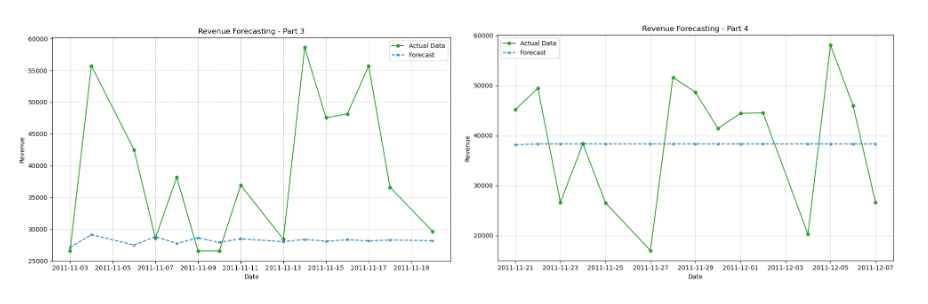 Revenue Forecasting - Part 3
60000
55000
50000
45000
40000
35000
30000
25000
Revenue
Actual Data
Forecast
2011-11-03 2011-11-05 2011-11-07 2011-11-09 2011-11-11 2011-11-13 2011-11-15 2011-11-17 2011-11-19
Date
Revenue Forecasting - Part 4
60000
50000
40000
30000
20000
Revenue
Actual Data
Forecast
2011-11-21 2011-11-23 2011-11-25 2011-11-27 2011-11-29 2011-12-01 2011-12-03 2011-12-05 2011-12-07
Date